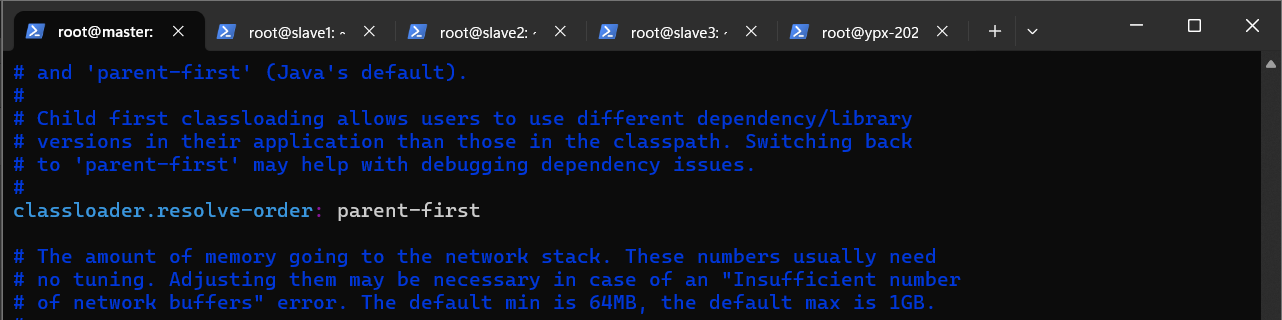 root@master:
root@slave1: ~
root@slave2:
root@slave3:
root@ypx-202
# and 'parent-first' (Java's default).
#
# Child first classloading allows users to use different dependency/library
# versions in their application than those in the classpath. Switching back
# to 'parent-first' may help with debugging dependency issues.
#
classloader.resolve-order: parent-first
# The amount of memory going to the network stack. These numbers usually need
# no tuning. Adjusting them may be necessary in case of an "Insufficient number
# of network buffers" error. The default min is 64MB, the default max is 1GB.
#